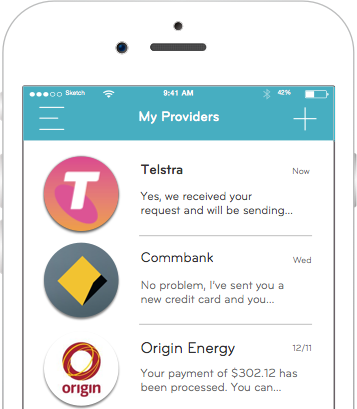 Sketch 9:41 AM 42%
My Providers
Telstra Now
Yes, we received your
request and will be sending...
Commbank Wed
No problem, I've sent you a
new credit card and you...
Origin Energy 12/11
Your payment of $302.12 has
been processed. You can...
T
origin